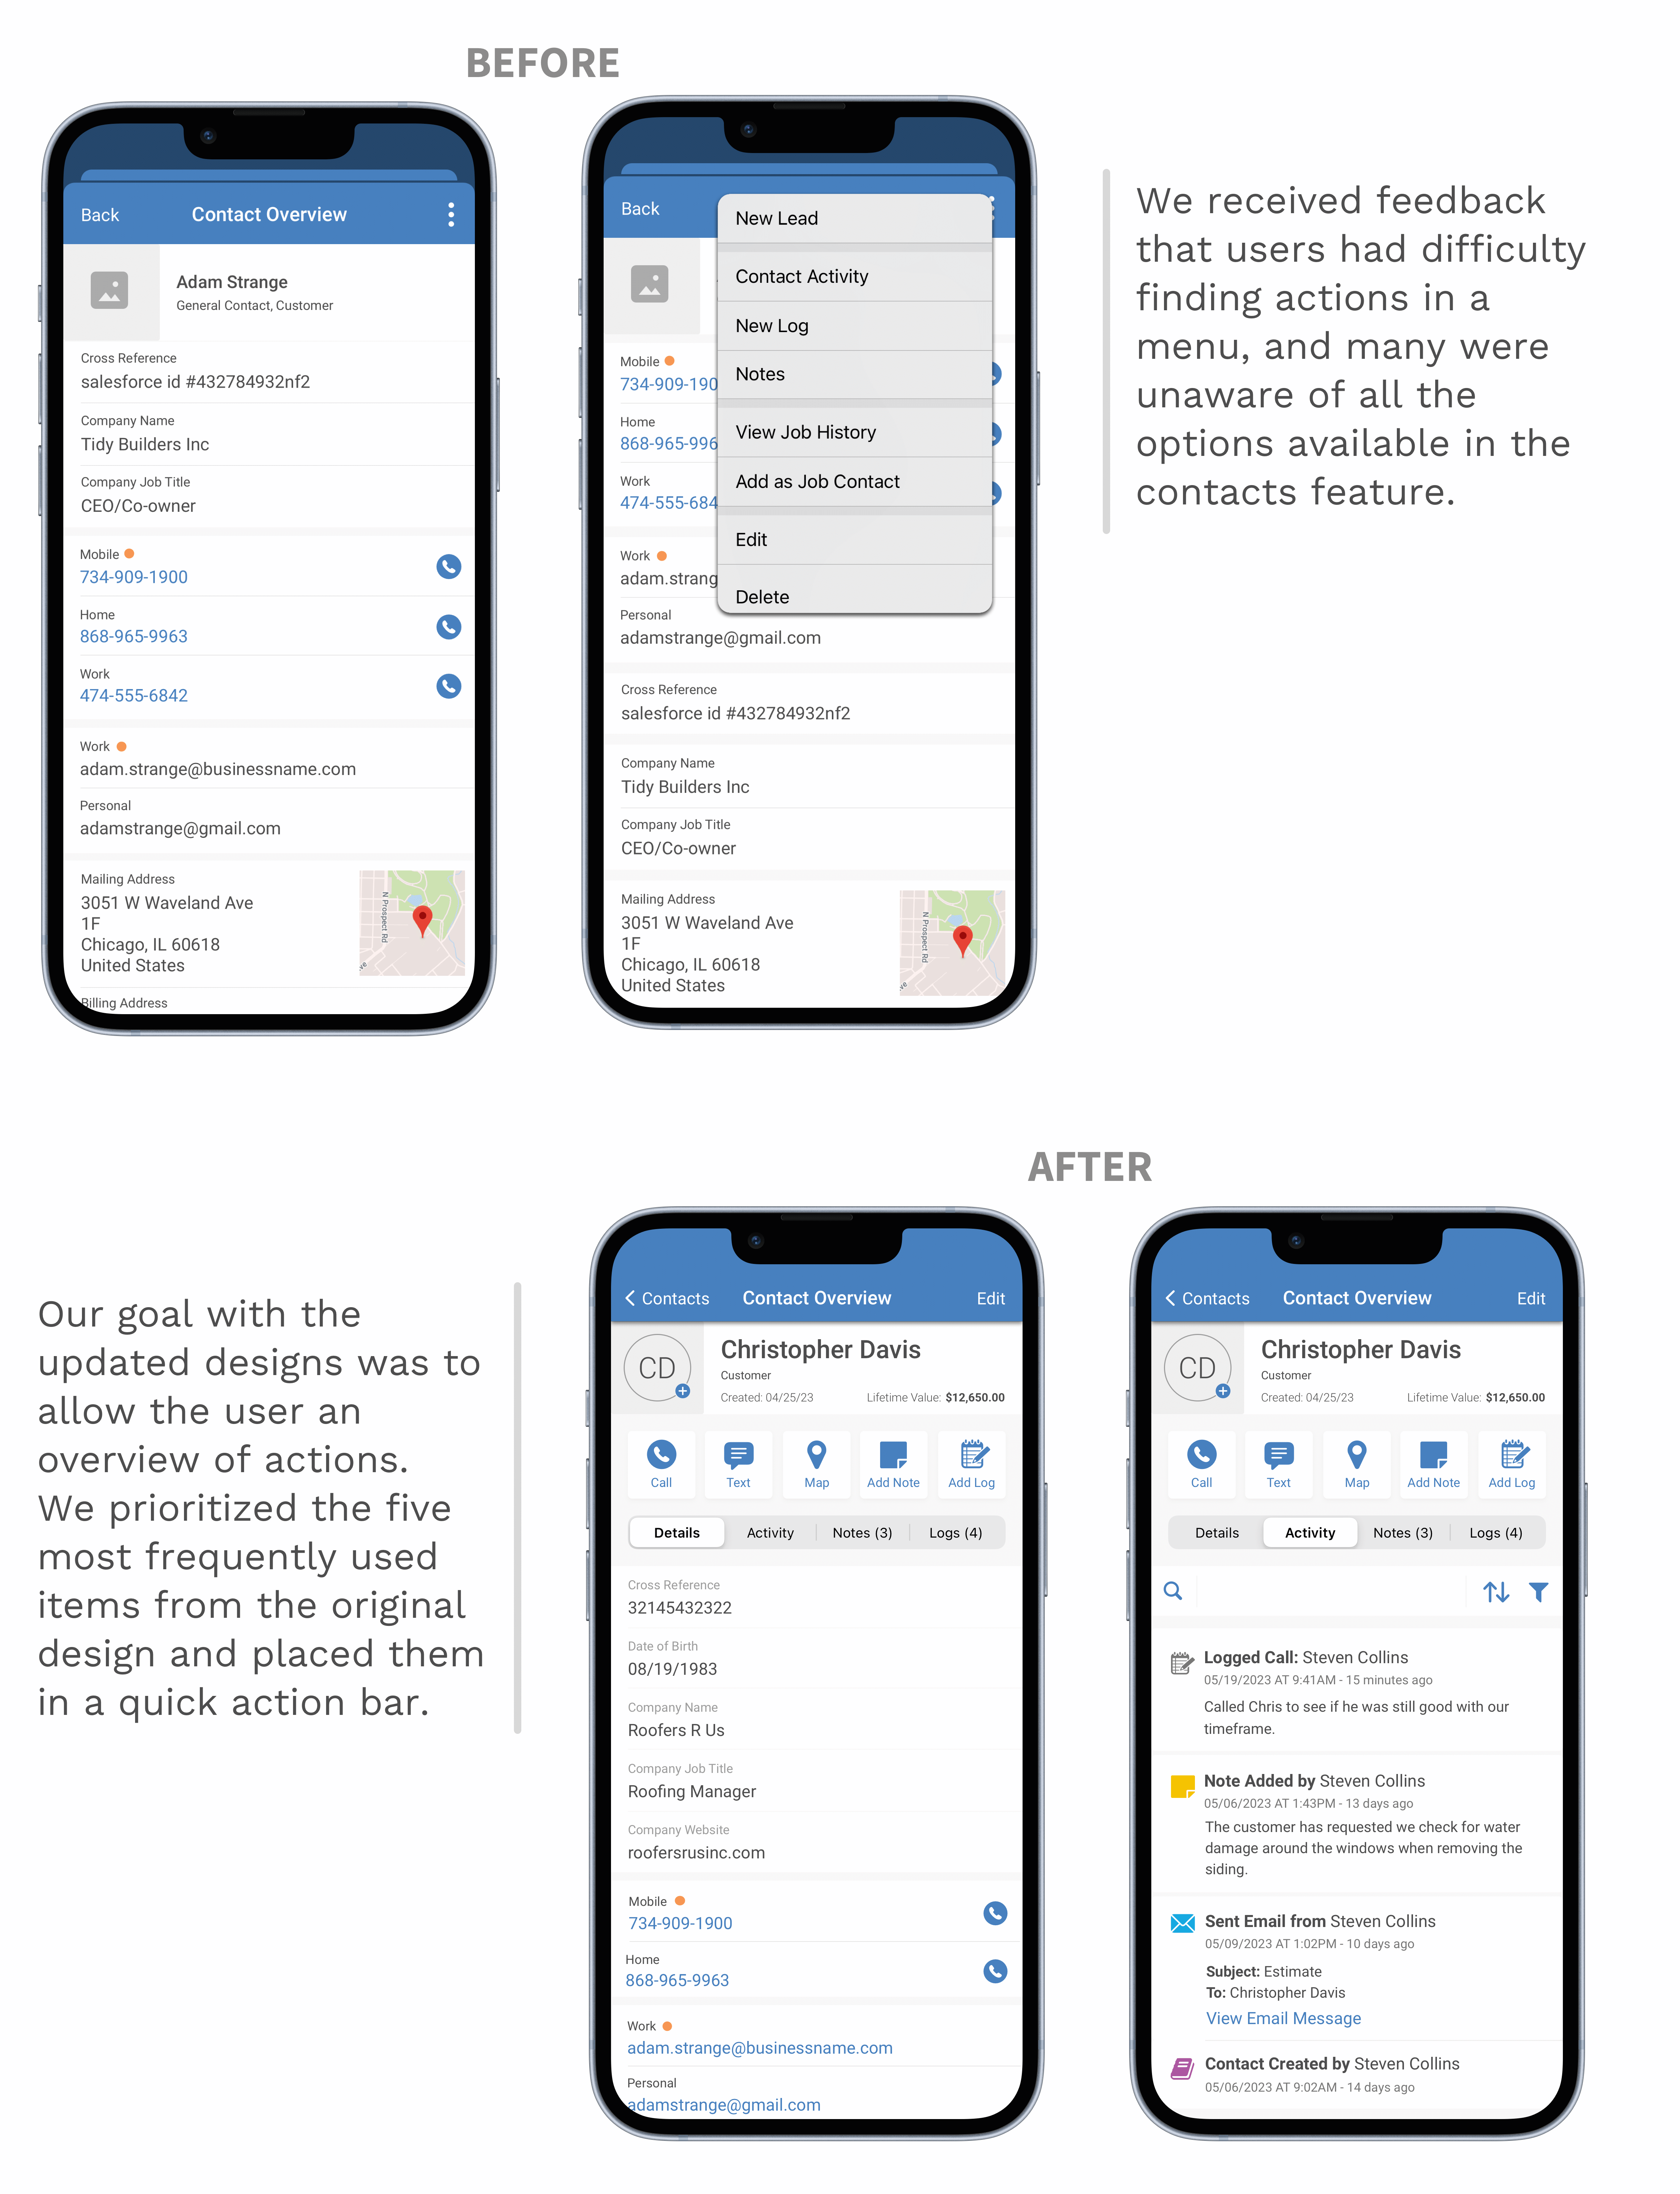 BEFORE
Back
Contact Overview
Adam Strange
General Contact, Customer
Cross Reference
salesforce id #432784932nf2
Company Name
Tidy Builders Inc
Company Job Title
CEO/Co-owner
Mobile
734-909-1900
Home
868-965-9963
Work
474-555-6842
Work
adam.strange@businessname.com
Personal
adamstrange@gmail.com
Mailing Address
3051 W Waveland Ave
1F
Chicago, IL 60618
United States
N Prospect Rd
Billing Address
Back
New Lead
Contact Activity
New Log
Notes
View Job History
Add as Job Contact
Edit
Delete
Mobile
734-909-190
Home
868-965-996
Work
474-555-684
Work
adam.strang
Personal
adamstrange@gmail.com
Cross Reference
salesforce id #432784932nf2
Company Name
Tidy Builders Inc
Company Job Title
CEO/Co-owner
Mailing Address
3051 W Waveland Ave
1F
Chicago, IL 60618
United States
N Prospect Rd
We received feedback
that users had difficulty
finding actions in a
menu, and many were
unaware of all the
options available in the
contacts feature.
AFTER
Our goal with the
updated designs was to
allow the user an
overview of actions.
We prioritized the five
most frequently used
items from the original
design and placed them
in a quick action bar.
Contacts
Contact Overview
Edit
CD
Christopher Davis
Customer
Created: 04/25/23
Lifetime Value: $12,650.00
Call
Text
Map
Add Note
Add Log
Details
Activity
Notes (3)
Logs (4)
Cross Reference
32145432322
Date of Birth
08/19/1983
Company Name
Roofers R Us
Company Job Title
Roofing Manager
Company Website
roofersrusinc.com
Mobile
734-909-1900
Home
868-965-9963
Work
adam.strange@businessname.com
Personal
adamstrange@gmail.com
Contacts
Contact Overview
Edit
CD
Christopher Davis
Customer
Created: 04/25/23
Lifetime Value: $12,650.00
Call
Text
Map
Add Note
Add Log
Details
Activity
Notes (3)
Logs (4)
Logged Call: Steven Collins
05/19/2023 AT 9:41AM - 15 minutes ago
Called Chris to see if he was still good with our
timeframe.
Note Added by Steven Collins
05/06/2023 AT 1:43PM - 13 days ago
The customer has requested we check for water
damage around the windows when removing the
siding.
Sent Email from Steven Collins
05/09/2023 AT 1:02PM - 10 days ago
Subject: Estimate
To: Christopher Davis
View Email Message
Contact Created by Steven Collins
05/06/2023 AT 9:02AM - 14 days ago